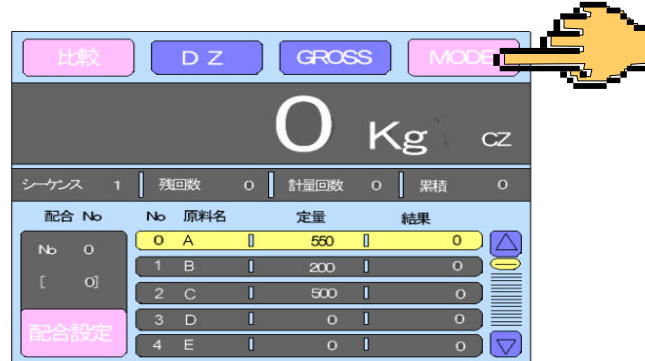 比較 DZ GROSS MODE
0 Kg CZ
シーケンス 1 残回数 0 計量回数 0 累積 0
配合 No No 原料名 定量 結果
No 0
[ 0]
配合設定
0 A 550 0
1 B 200 0
2 C 500 0
3 D 0 0
4 E 0 0